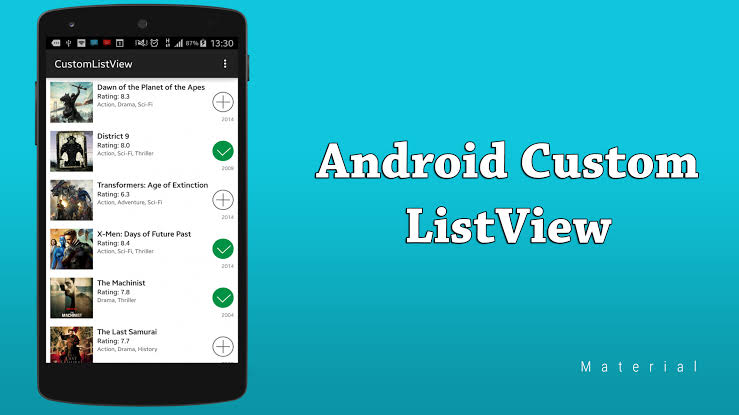 87% 13:30
CustomListView
Dawn of the Planet of the Apes
Rating: 8.3
Action, Drama, Sci-Fi
2014
District 9
Rating: 8.0
Action, Sci-Fi, Thriller
2009
Transformers: Age of Extinction
Rating: 6.3
Action, Adventure, Sci-Fi
2014
X-Men: Days of Future Past
Rating: 8.4
Action, Sci-Fi, Thriller
2014
The Machinist
Rating: 7.8
Drama, Thriller
2004
MACHINIST
The Last Samurai
Rating: 7.7
Action, Drama, History
Android Custom
ListView
Material